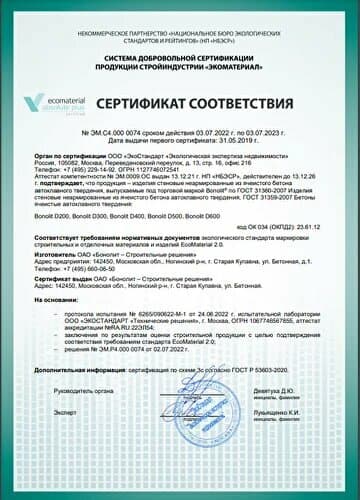 НЕКОММЕРЧЕСКОЕ ПАРТНЕРСТВО «НАЦИОНАЛЬНОЕ БЮРО ЭКОЛОГИЧЕСКИХ
СТАНДАРТОВ И РЕЙТИНГОВ» (НП «НБЭСР»)
СИСТЕМА ДОБРОВОЛЬНОЙ СЕРТИФИКАЦИИ
ПРОДУКЦИИ СТРОЙИНДУСТРИИ «ЭКОМАТЕРИАЛ»
ecomaterial
absolute plus
СЕРТИФИКАТ СООТВЕТСТВИЯ
№ ЭМ.С4.000 0074 сроком действия 03.07.2022 г. по 03.07.2023 г.
Дата выдачи первого сертификата: 31.05.2019 г.
Орган по сертификации ООО «ЭкоСтандарт «Экологическая экспертиза недвижимости»
Россия, 105082, Москва, Переведеновский переулок, д. 13, стр. 16, офис 216
Телефон: +7 (495) 229-14-92. ОГРН 1127746072541
Аттестат компетентности № ЭМ.0009.ОС выдан 13.12.21 г. НП «НБЭСР», действителен до 13.12.26
г. подтверждает, что продукция – изделия стеновые неармированные из ячеистого бетона
автоклавного твердения, выпускаемые под торговой маркой Bonolit® по ГОСТ 31360-2007 Изделия
стеновые неармированные из ячеистого бетона автоклавного твердения, ГОСТ 31359-2007 Бетоны
ячеистые автоклавного твердения:
Bonolit D200, Bonolit D300, Bonolit D400, Bonolit D500, Bonolit D600
код ОК 034 (ОКПД2): 23.61.12
Соответствует требованиям нормативных документов экологического стандарта маркировки
строительных и отделочных материалов и изделий EcoMaterial 2.0.
Изготовитель ОАО «Бонолит – Строительные решения»
Адрес предприятия: 142450, Московская обл., Ногинский р-н, г. Старая Купавна, ул. Бетонная, д.1.
Телефон: +7 (495) 660-06-50
Сертификат выдан ОАО «Бонолит – Строительные решения»
Адрес: 142450, Московская обл., Ногинский р-н, г. Старая Купавна, ул. Бетонная.
На основании:
- протокола испытания № 6265/090622-М-1 от 24.06.2022 г. испытательной лаборатории
ООО «ЭКОСТАНДАРТ «Технические решения», г. Москва, ОГРН 1067746567855, аттестат
аккредитации №RA.RU.22ЭЛ54;
- заключения по результатам оценки строительной продукции с целью подтверждения
соответствия требованиям стандарта EcoMaterial 2.0;
- решения № ЭМ.Р4.000 0074 от 02.07.2022 г.
Дополнительная информация: сертификация по схеме 3с согласно ГОСТ Р 53603-2020.
Руководитель органа
подпись
Девятуха Д.Ю.
инициалы, фамилия
Эксперт
подпись
Лувьященко К.И.
инициалы, фамилия